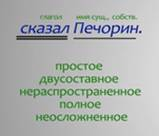 глагол имя сущ., собств.
сказал Печорин.
простое
двусоставное
нераспространенное
полное
неосложненное